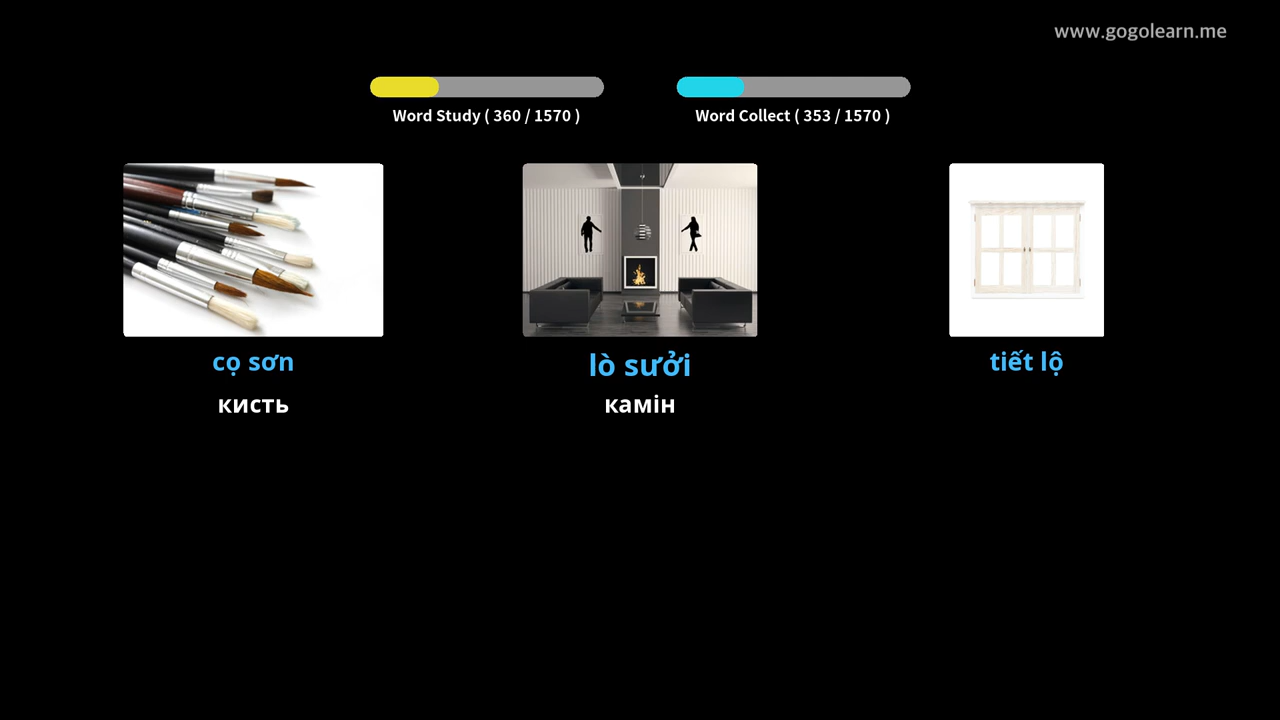 www.gogolearn.me
Word Study ( 360 / 1570 )
Word Collect ( 353 / 1570 )
cọ sơn
lò sưởi
tiết lộ
кисть
камін